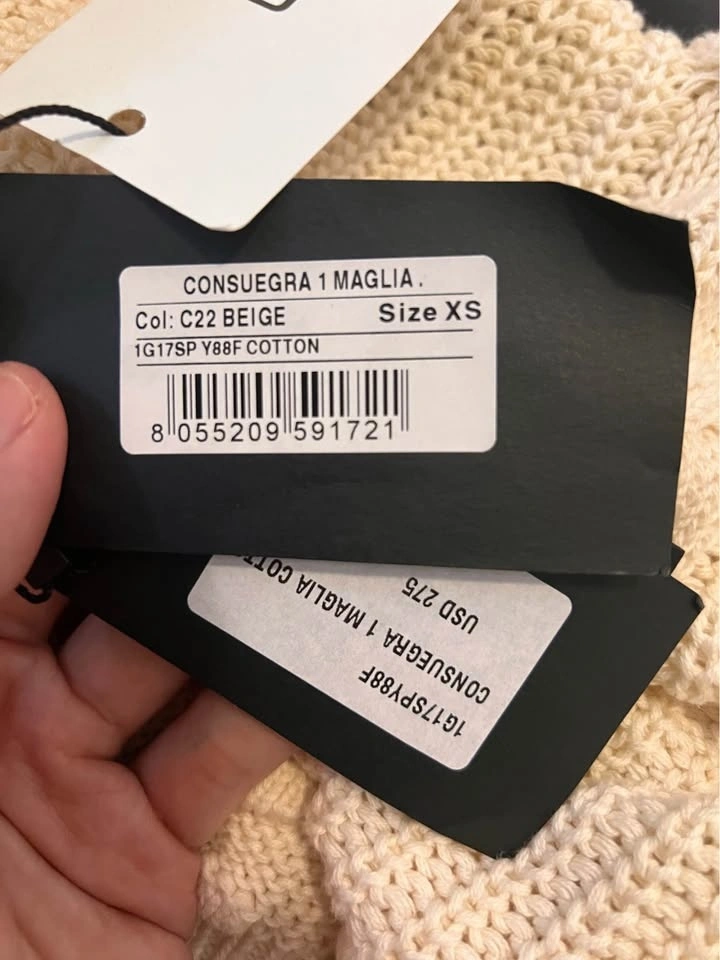 CONSUEGRA 1 MAGLIA .
Col: C22 BEIGE Size XS
1G17SP Y88F COTTON
8 055209 591721
1G17SPY88F
CONSUEGRA 1 MAGLIA
USD 275